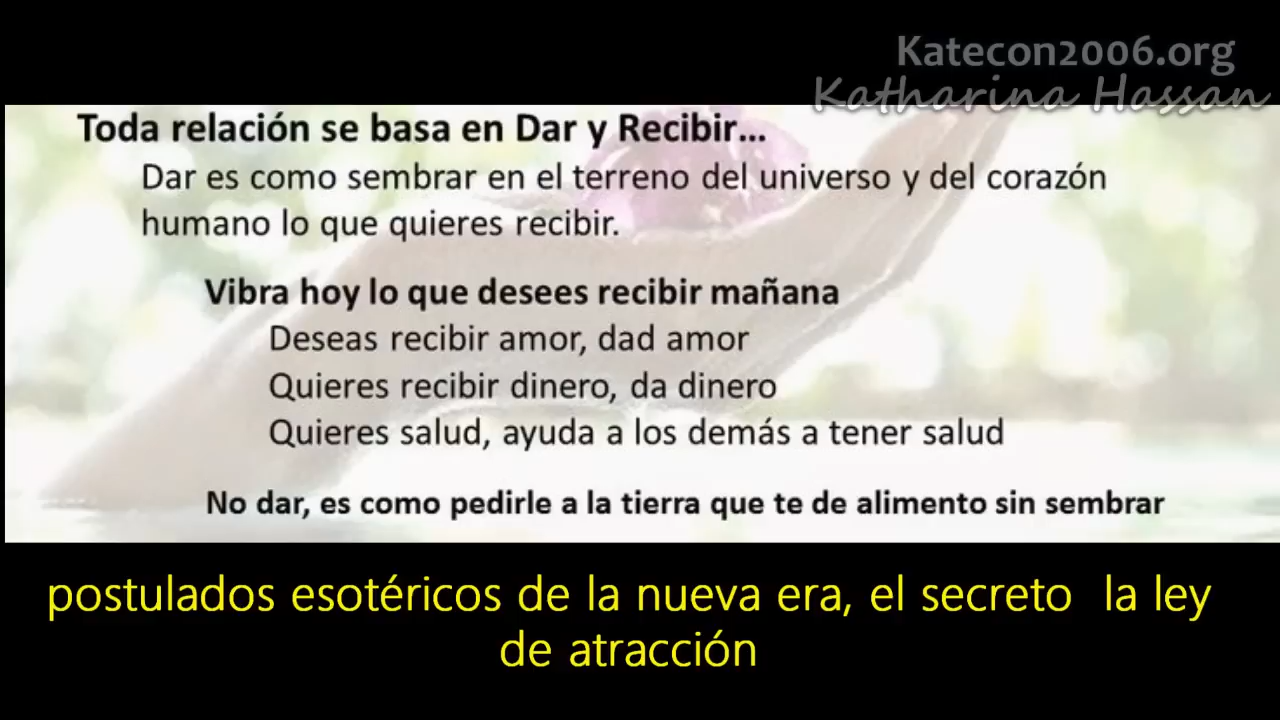 Katecon2006.org
Katharina Hassan
Toda relación se basa en Dar y Recibir...
Dar es como sembrar en el terreno del universo y del corazón
humano lo que quieres recibir.
Vibra hoy lo que desees recibir mañana
Deseas recibir amor, dad amor
Quieres recibir dinero, da dinero
Quieres salud, ayuda a los demás a tener salud
No dar, es como pedirle a la tierra que te de alimento sin sembrar
postulados esotéricos de la nueva era, el secreto la ley
de atracción